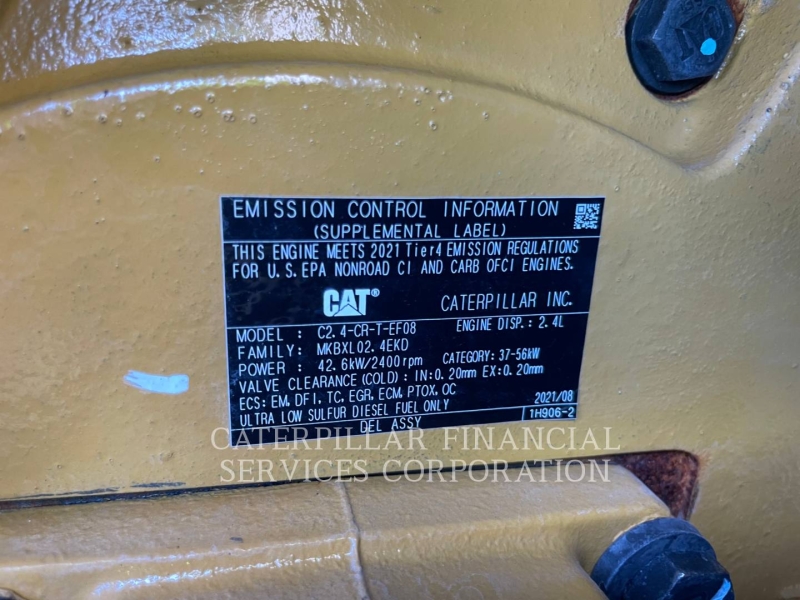 EMISSION CONTROL INFORMATION
(SUPPLEMENTAL LABEL)
THIS ENGINE MEETS 2021 Tier4 EMISSION REGULATIONS
FOR U.S.EPA NONROAD CI AND CARB OFCI ENGINES.
CAT® CATERPILLAR INC.
MODEL : C2.4-CR-T-EF08 ENGINE DISP.: 2.4L
FAMILY: MKBXL02.4EKD
POWER : 42.6kW/2400rpm CATEGORY: 37-56kW
VALVE CLEARANCE (COLD) : IN:0.20mm EX:0.20mm
ECS: EM, DFI, TC, EGR, ECM, PTOX, OC 2021/08
ULTRA LOW SULFUR DIESEL FUEL ONLY 1H906-2
DEL ASSY
CATERPILLAR FINANCIAL
SERVICES CORPORATION